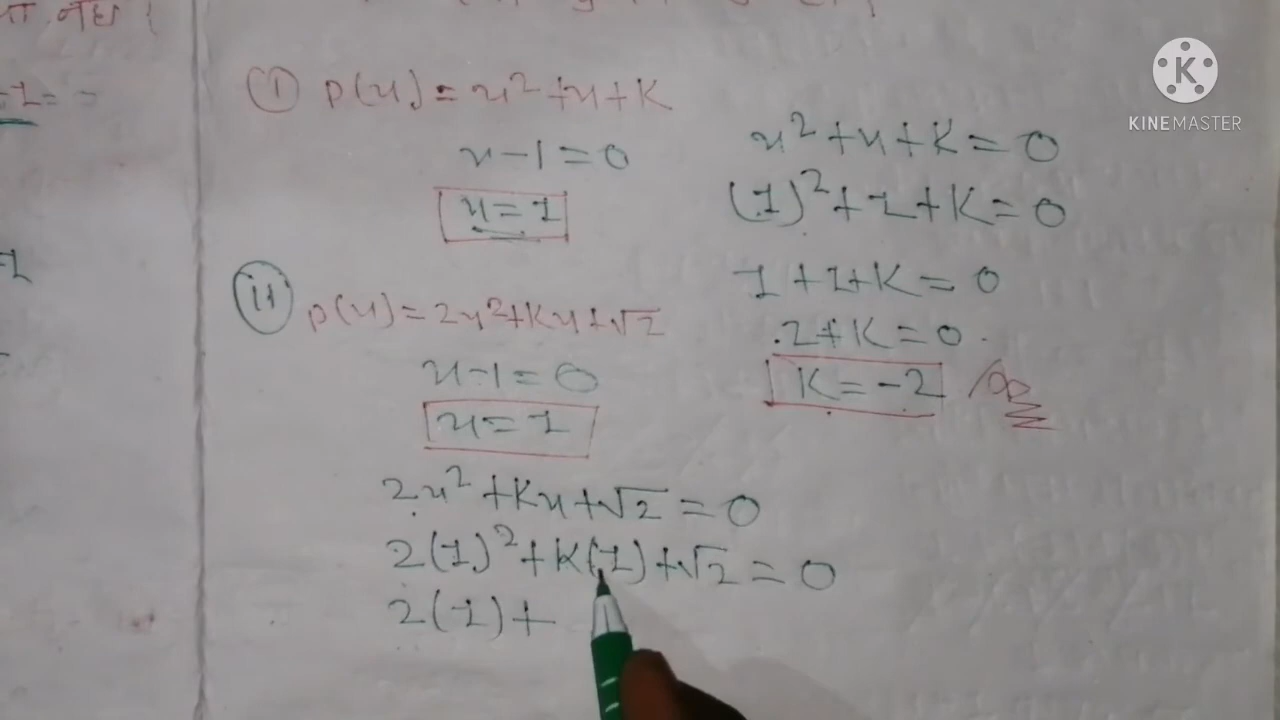 (i) p(x) = x² + x + K
x - 1 = 0
x = 1
x² + x + K = 0
(1)² + 1 + K = 0
1 + 1 + K = 0
2 + K = 0
K = -2
(ii) p(x) = 2x² + Kx + √2
x - 1 = 0
x = 1
2x² + Kx + √2 = 0
2(1)² + K(1) + √2 = 0
2(1) +
K
KINEMASTER